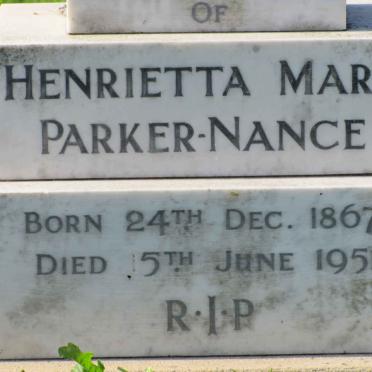 OF
HENRIETTA MAR
PARKER-NANCE
BORN 24TH DEC. 1867
DIED 5TH JUNE 195
R·I·P